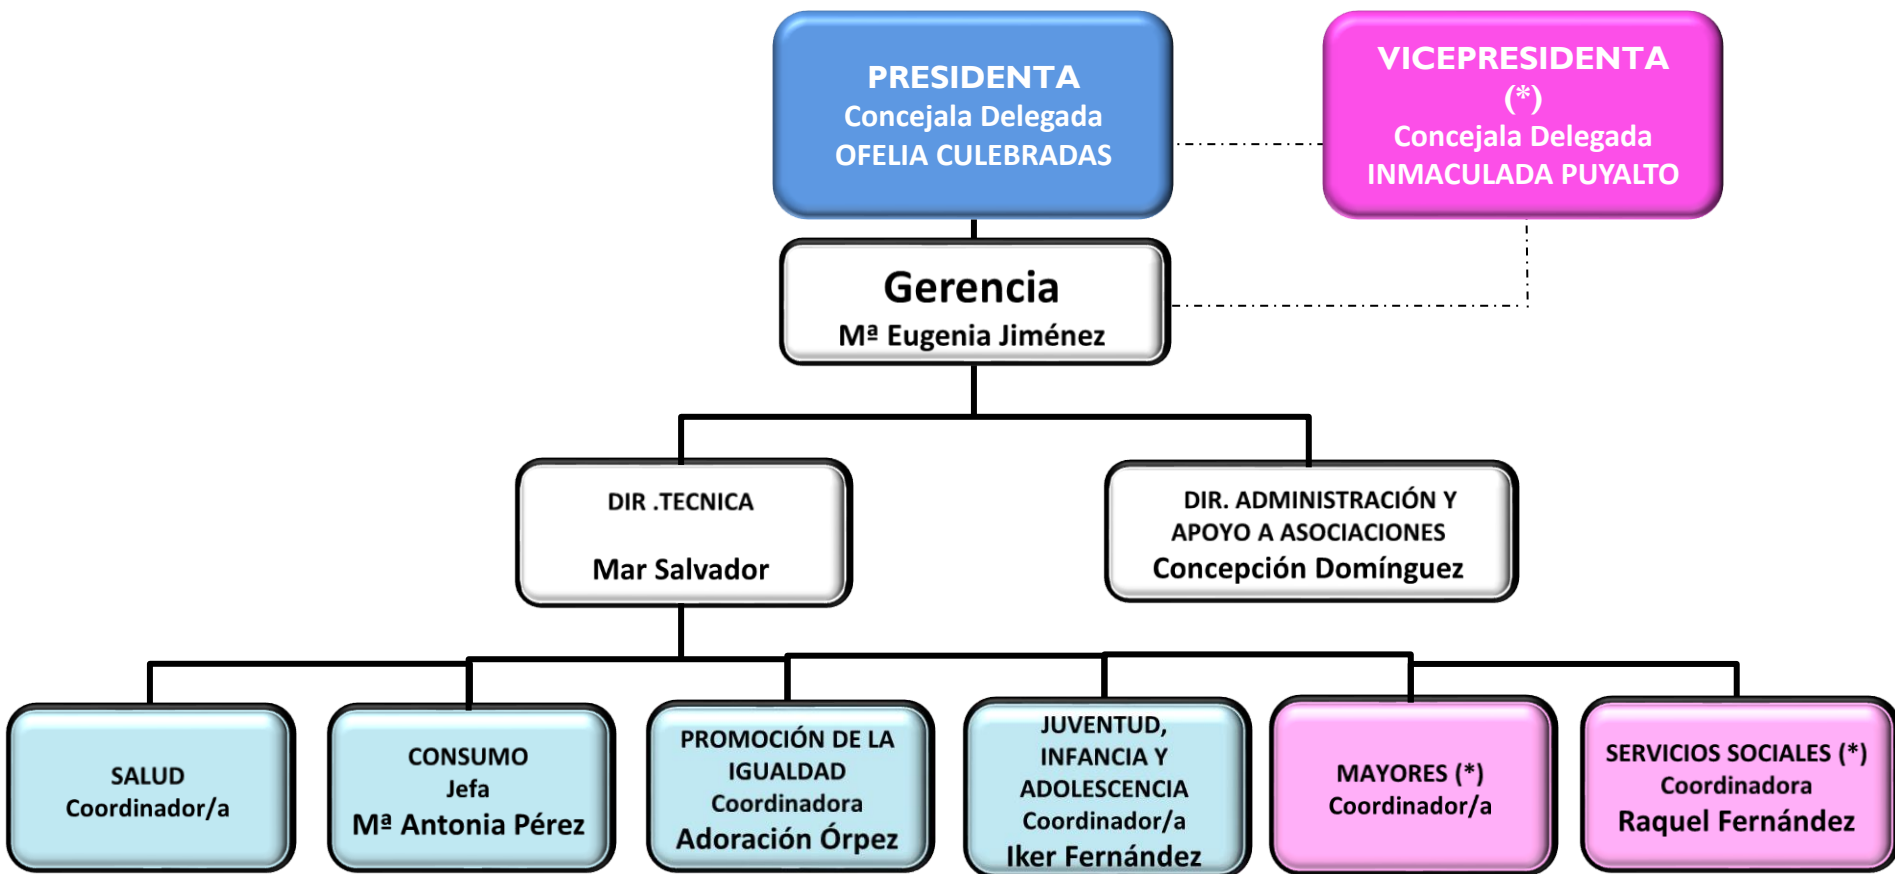 PRESIDENTA
Concejala Delegada
OFELIA CULEBRADAS
VICEPRESIDENTA
(*)
Concejala Delegada
INMACULADA PUYALTO
Gerencia
Mª Eugenia Jiménez
DIR .TECNICA
Mar Salvador
DIR. ADMINISTRACIÓN Y
APOYO A ASOCIACIONES
Concepción Domínguez
SALUD
Coordinador/a
CONSUMO
Jefa
Mª Antonia Pérez
PROMOCIÓN DE LA
IGUALDAD
Coordinadora
Adoración Órpez
JUVENTUD,
INFANCIA Y
ADOLESCENCIA
Coordinador/a
Iker Fernández
MAYORES (*)
Coordinador/a
SERVICIOS SOCIALES (*)
Coordinadora
Raquel Fernández